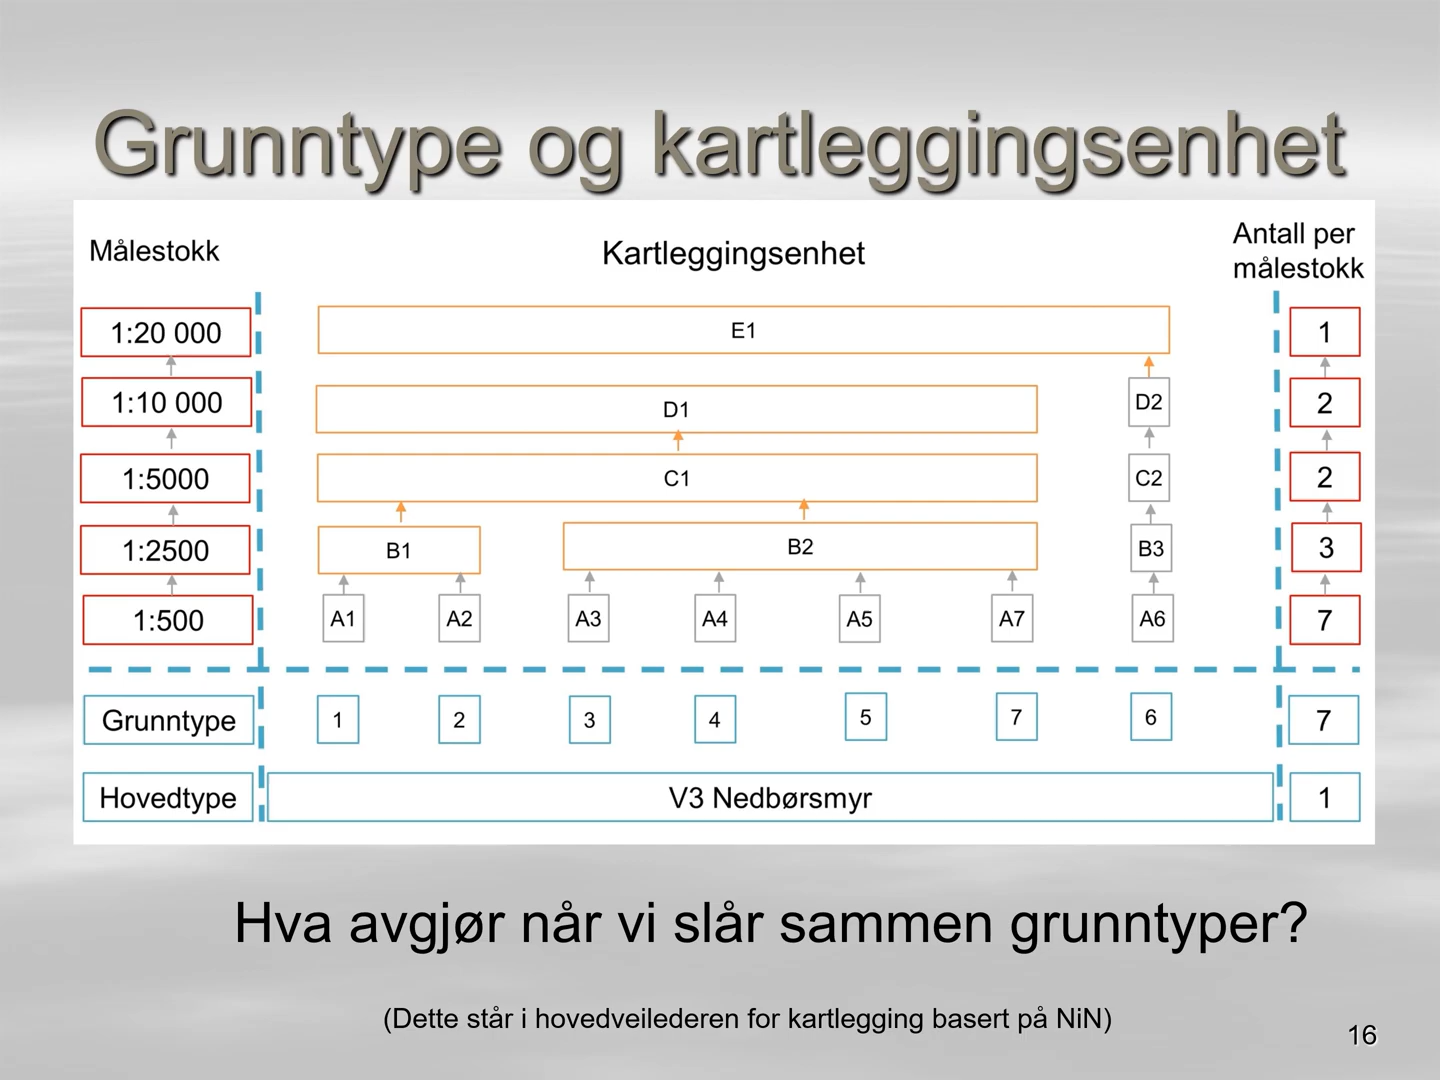 Grunntype og kartleggingsenhet
Målestokk
Kartleggingsenhet
Antall per
målestokk
1:20 000
E1
1
1:10 000
D1
D2
2
1:5000
C1
C2
2
1:2500
B1
B2
B3
3
1:500
A1
A2
A3
A4
A5
A7
A6
7
Grunntype
1
2
3
4
5
7
6
7
Hovedtype
V3 Nedbørsmyr
1
Hva avgjør når vi slår sammen grunntyper?
(Dette står i hovedveilederen for kartlegging basert på NiN)
16